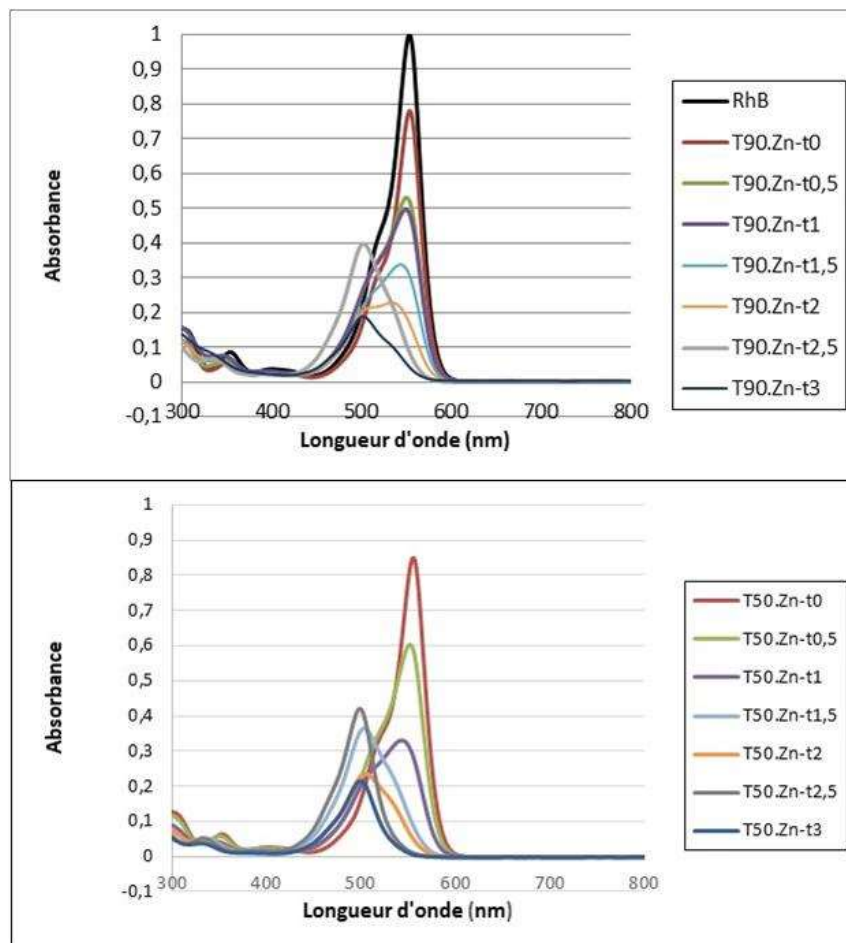 1
0,9
0,8
0,7
0,6
0,5
0,4
0,3
0,2
0,1
0
-0,1
300 400 500 600 700 800
Absorbance
Longueur d'onde (nm)
RhB
T90.Zn-t0
T90.Zn-t0,5
T90.Zn-t1
T90.Zn-t1,5
T90.Zn-t2
T90.Zn-t2,5
T90.Zn-t3
1
0,9
0,8
0,7
0,6
0,5
0,4
0,3
0,2
0,1
0
-0,1
300 400 500 600 700 800
Absorbance
Longueur d'onde (nm)
T50.Zn-t0
T50.Zn-t0,5
T50.Zn-t1
T50.Zn-t1,5
T50.Zn-t2
T50.Zn-t2,5
T50.Zn-t3